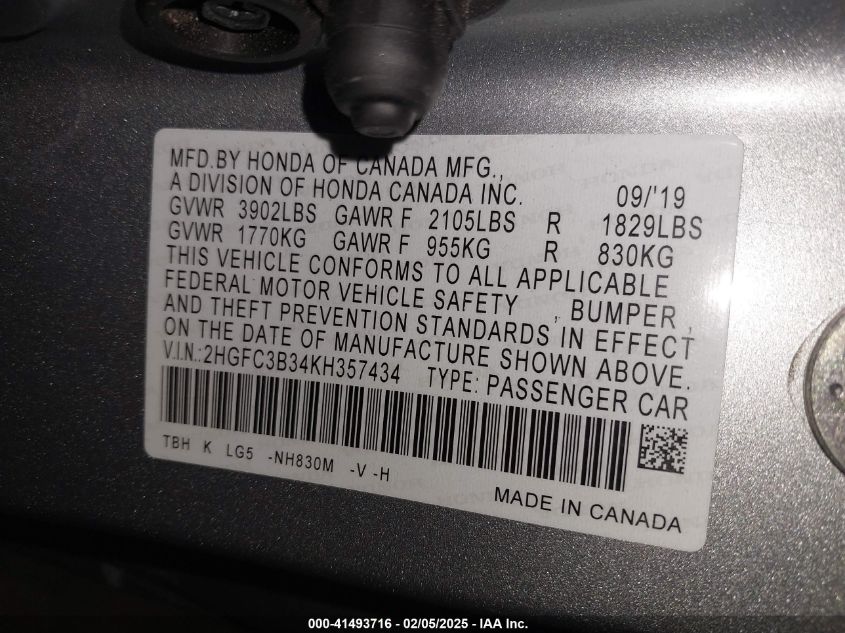 MFD.BY HONDA OF CANADA MFG.,
A DIVISION OF HONDA CANADA INC. 09/'19
GVWR 3902LBS GAWR F 2105LBS R 1829LBS
GVWR 1770KG GAWR F 955KG R 830KG
THIS VEHICLE CONFORMS TO ALL APPLICABLE
FEDERAL MOTOR VEHICLE SAFETY , BUMPER ,
AND THEFT PREVENTION STANDARDS IN EFFECT
ON THE DATE OF MANUFACTURE SHOWN ABOVE.
V.I.N.:2HGFC3B34KH357434 TYPE: PASSENGER CAR
TBH K LG5 -NH830M -V -H
MADE IN CANADA
000-41493716 - 02/05/2025 - IAA Inc.